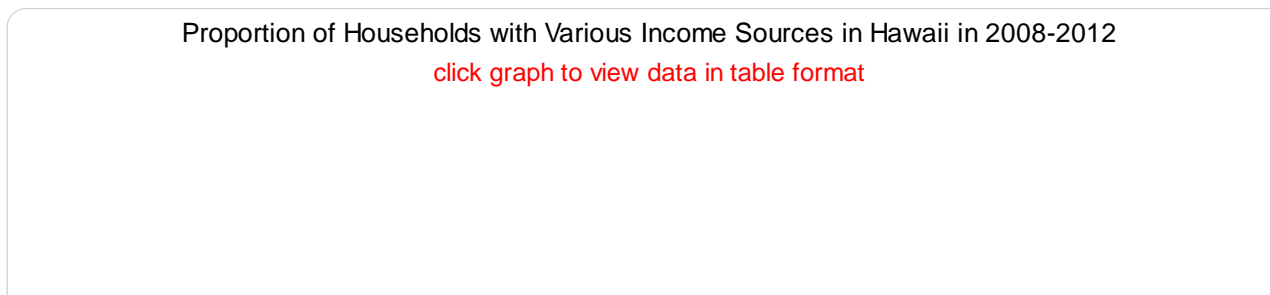 Proportion of Households with Various Income Sources in Hawaii in 2008-2012
click graph to view data in table format